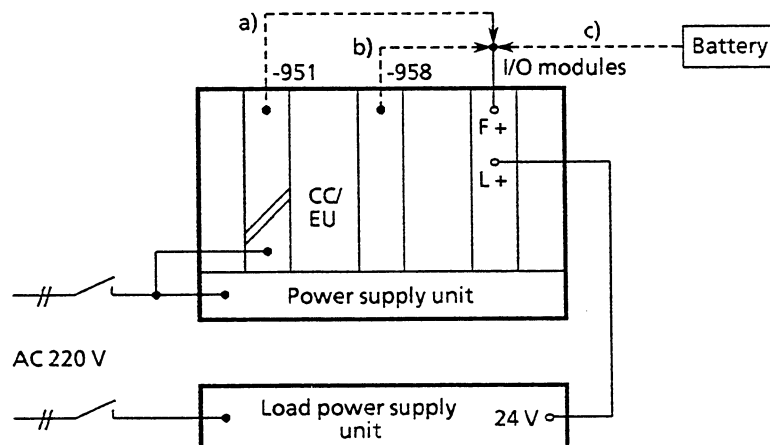 a)
b)
c)
Battery
-951
-958
I/O modules
F +
L +
CC/
EU
Power supply unit
AC 220 V
Load power supply
unit
24 V